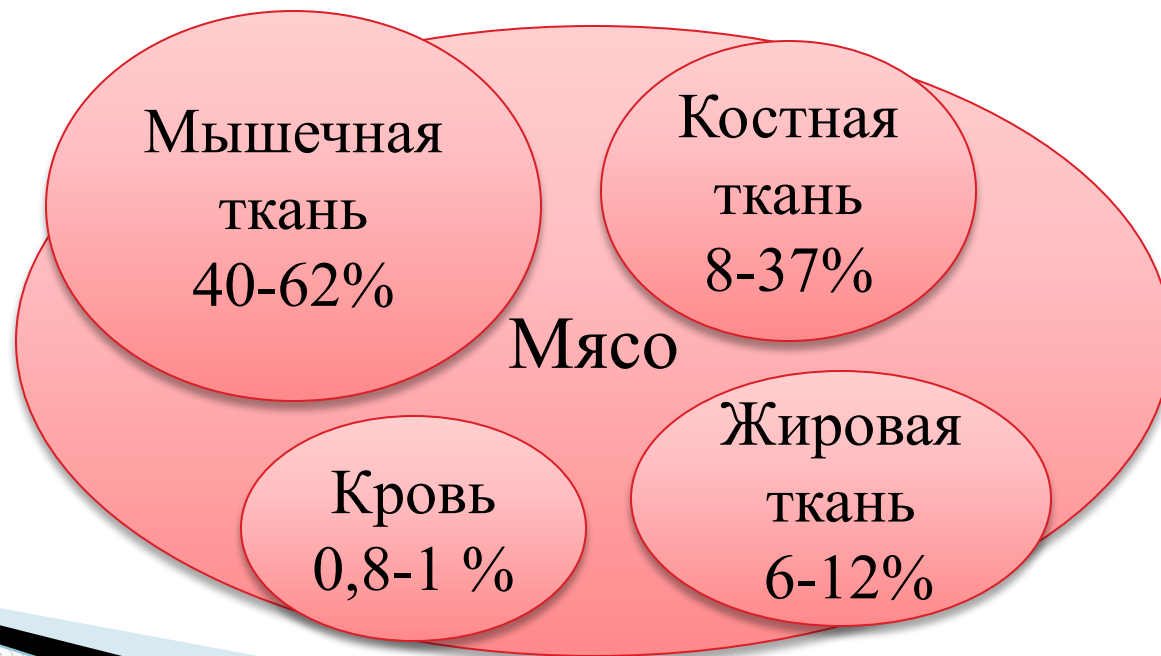 Мышечная
ткань
40-62%
Костная
ткань
8-37%
Мясо
Кровь
0,8-1 %
Жировая
ткань
6-12%